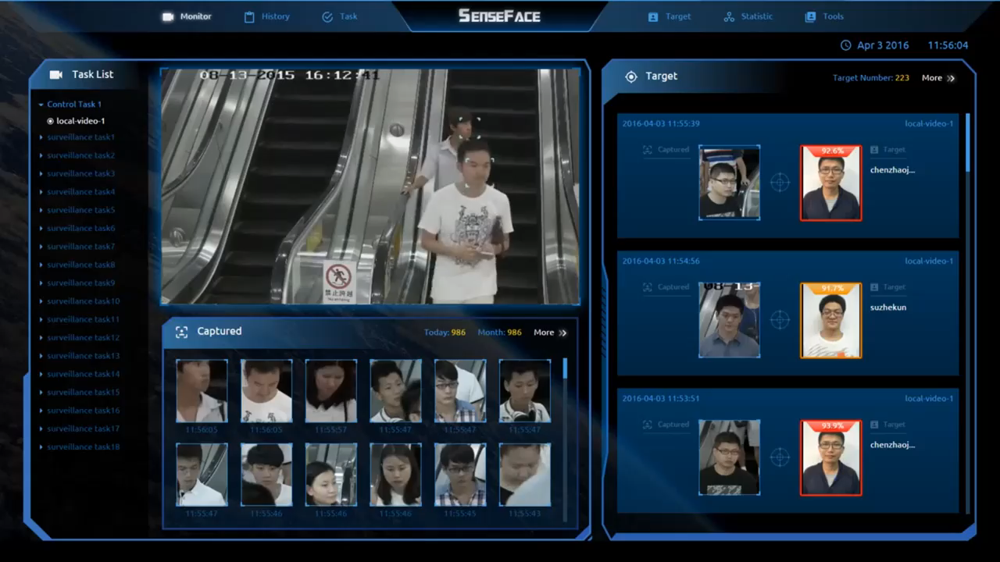 Monitor
History
Task
SENSEFACE
Target
Statistic
Tools
Apr 3 2016 11:56:04
Task List
Control Task 1
local-video-1
surveillance task1
surveillance task2
surveillance task3
surveillance task4
surveillance task5
surveillance task6
surveillance task7
surveillance task8
surveillance task9
surveillance task10
surveillance task11
surveillance task12
surveillance task13
surveillance task14
surveillance task15
surveillance task16
surveillance task17
surveillance task18
08-13-2015 16:12:41
禁止跨越
Captured
Today: 986 Month: 986 More
11:56:05 11:56:05 11:55:57 11:55:47 11:55:47 11:55:47
11:55:47 11:55:46 11:55:46 11:55:46 11:55:45 11:55:43
Target
Target Number: 223 More
2016-04-03 11:55:39 local-video-1
Captured
92.6%
Target
chenzhaoj...
2016-04-03 11:54:56 local-video-1
Captured
08-13-
91.7%
Target
suzhekun
2016-04-03 11:53:51 local-video-1
Captured
93.9%
Target
chenzhaoj...